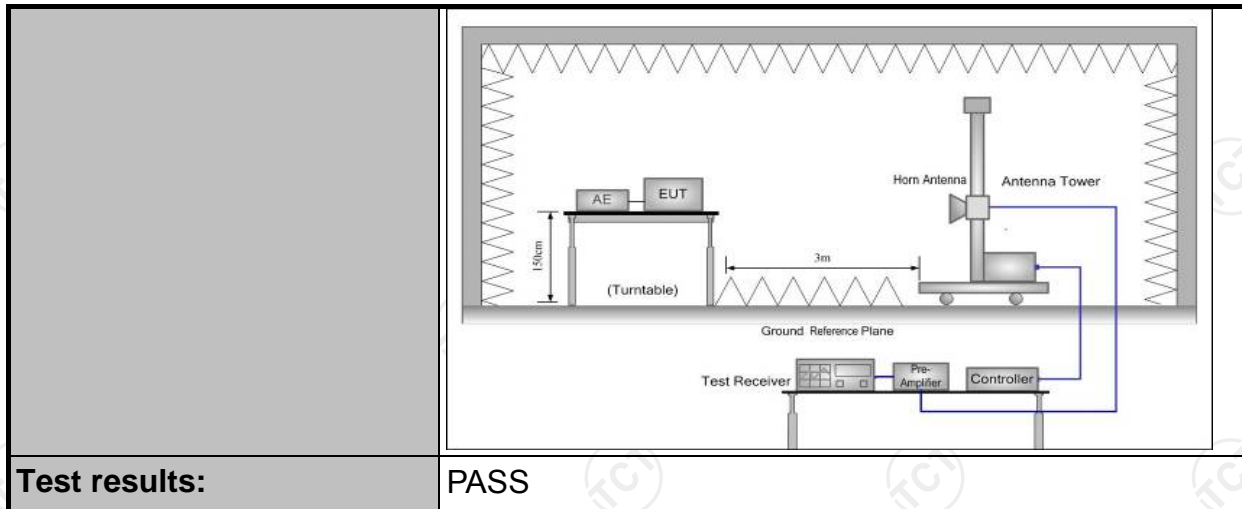 Horn Antenna
Antenna Tower
AE
EUT
150cm
3m
(Turntable)
Ground Reference Plane
Test Receiver
Pre-
Amplifier
Controller
Test results:
PASS